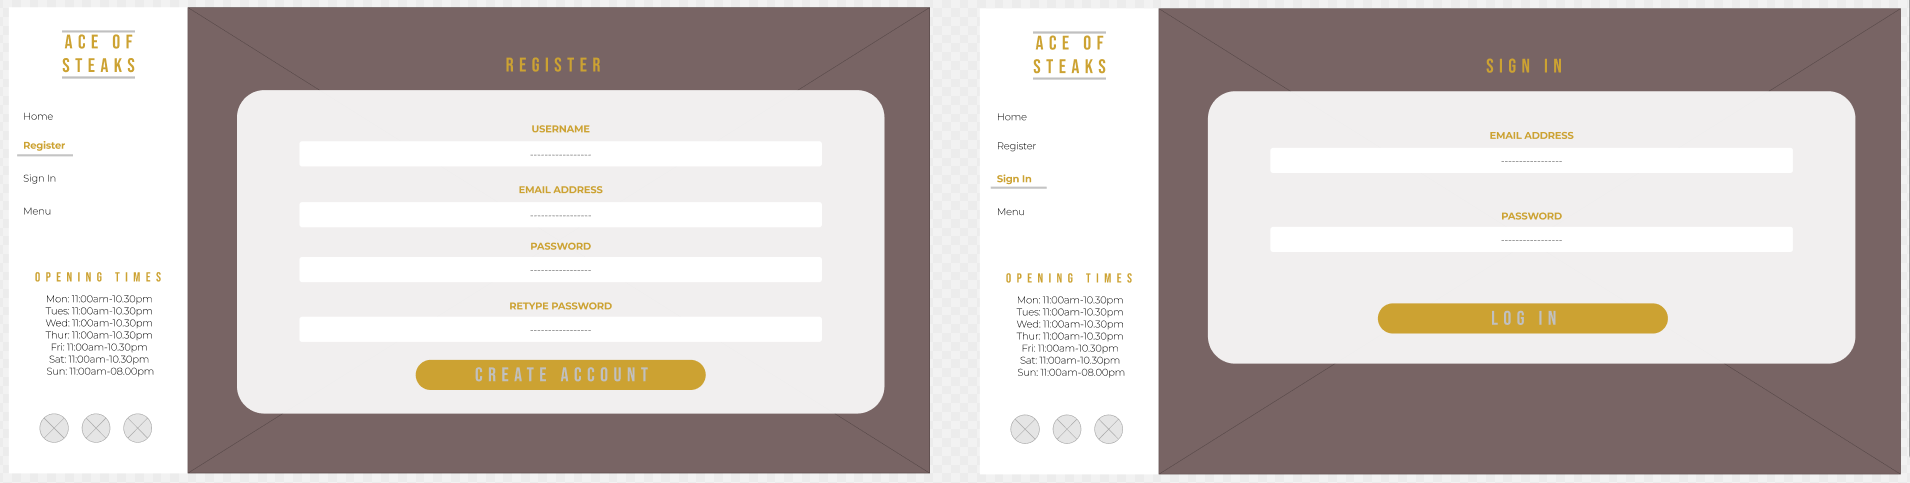 ACE OF
STEAKS
Home
Register
Sign In
Menu
OPENING TIMES
Mon: 11:00am-10.30pm
Tues: 11:00am-10.30pm
Wed: 11:00am-10.30pm
Thur: 11:00am-10.30pm
Fri: 11:00am-10.30pm
Sat: 11:00am-10.30pm
Sun: 11:00am-08.00pm
REGISTER
USERNAME
----------------
EMAIL ADDRESS
----------------
PASSWORD
----------------
RETYPE PASSWORD
----------------
CREATE ACCOUNT
ACE OF
STEAKS
Home
Register
Sign In
Menu
OPENING TIMES
Mon: 11:00am-10.30pm
Tues: 11:00am-10.30pm
Wed: 11:00am-10.30pm
Thur: 11:00am-10.30pm
Fri: 11:00am-10.30pm
Sat: 11:00am-10.30pm
Sun: 11:00am-08.00pm
SIGN IN
EMAIL ADDRESS
----------------
PASSWORD
----------------
LOG IN